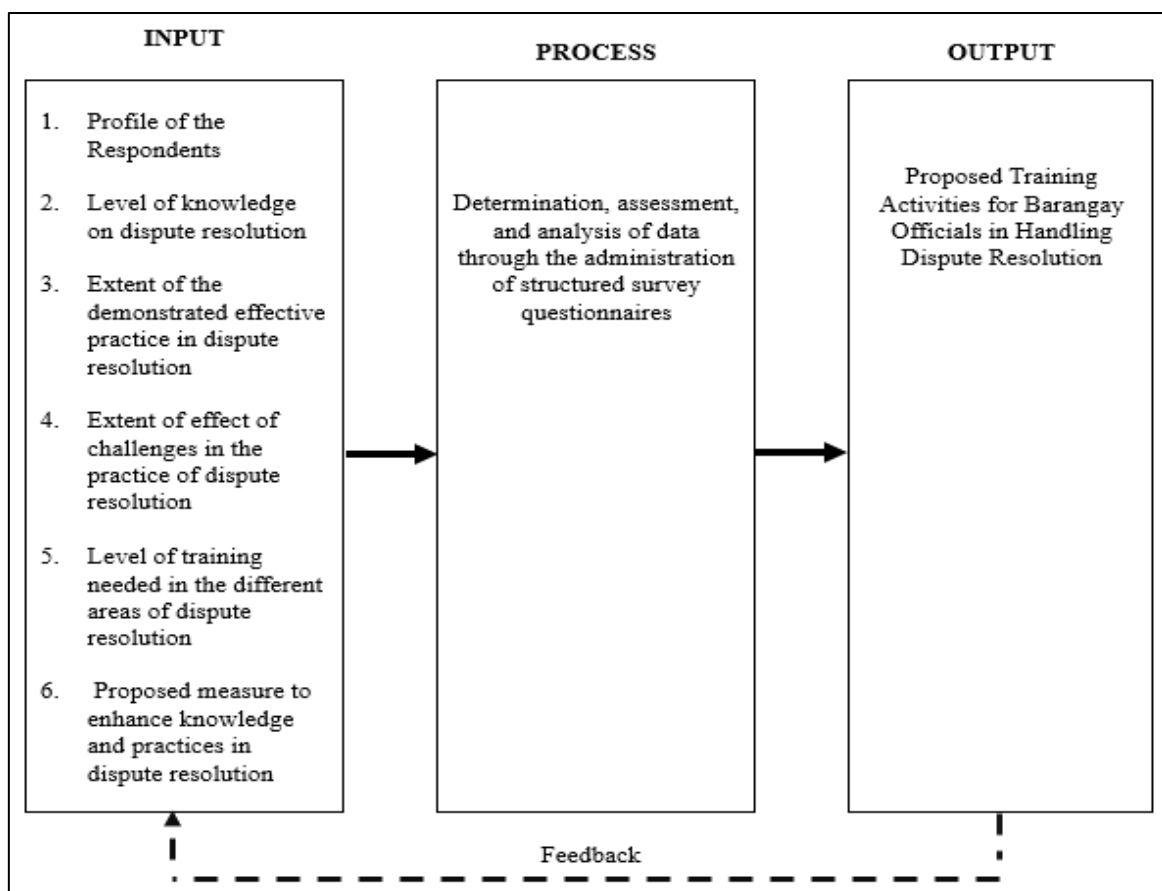 INPUT
1. Profile of the
Respondents
2. Level of knowledge
on dispute resolution
3. Extent of the
demonstrated effective
practice in dispute
resolution
4. Extent of effect of
challenges in the
practice of dispute
resolution
5. Level of training
needed in the different
areas of dispute
resolution
6. Proposed measure to
enhance knowledge
and practices in
dispute resolution
PROCESS
Determination, assessment,
and analysis of data
through the administration
of structured survey
questionnaires
OUTPUT
Proposed Training
Activities for Barangay
Officials in Handling
Dispute Resolution
Feedback